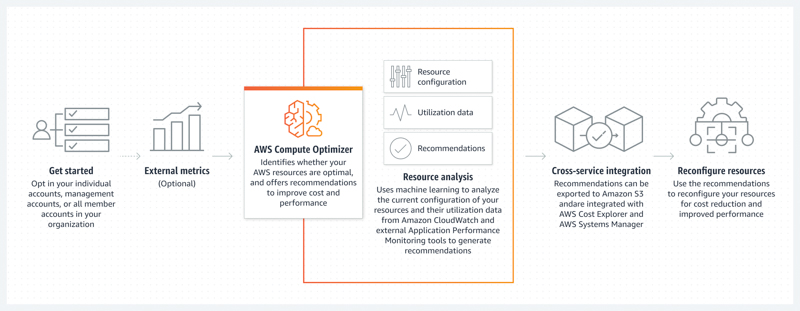 Get started
Opt in your individual
accounts, management
accounts, or all member
accounts in your
organization
External metrics
(Optional)
AWS Compute Optimizer
Identifies whether your
AWS resources are optimal,
and offers recommendations
to improve cost and
performance
Resource
configuration
Utilization data
Recommendations
Resource analysis
Uses machine learning to analyze
the current configuration of your
resources and their utilization data
from Amazon CloudWatch and
external Application Performance
Monitoring tools to generate
recommendations
Cross-service integration
Recommendations can be
exported to Amazon S3
andare integrated with
AWS Cost Explorer and
AWS Systems Manager
Reconfigure resources
Use the recommendations
to reconfigure your resources
for cost reduction and
improved performance